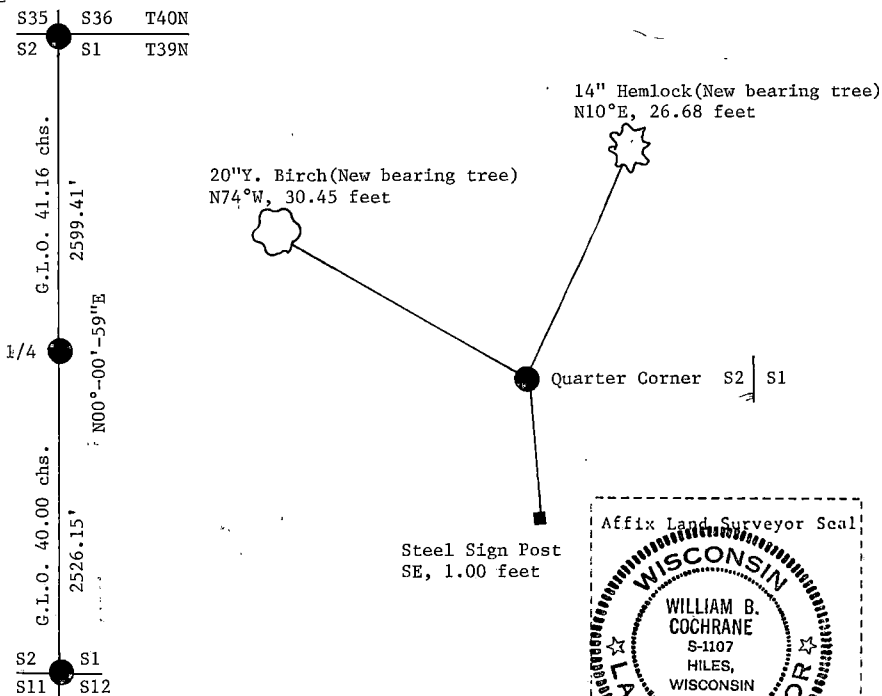 S35 S36 T40N
S2 S1 T39N
G.L.O. 41.16 chs.
2599.41'
1/4
N00°-00'-59"E
G.L.O. 40.00 chs.
2526.15'
S2 S1
S11 S12
14" Hemlock(New bearing tree)
N10°E, 26.68 feet
20"Y. Birch(New bearing tree)
N74°W, 30.45 feet
Quarter Corner S2 S1
Steel Sign Post
SE, 1.00 feet
Affix Land Surveyor Seal
WISCONSIN
WILLIAM B.
COCHRANE
S-1107
HILES,
WISCONSIN